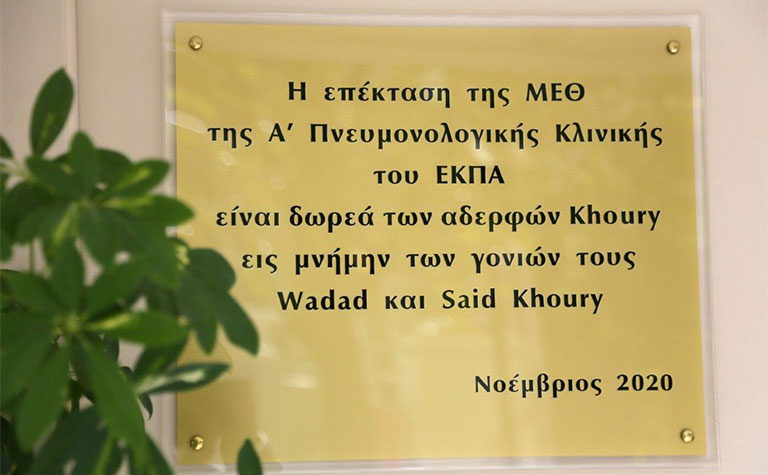 Η επέκταση της ΜΕΘ
της Α’ Πνευμονολογικής Κλινικής
του ΕΚΠΑ
είναι δωρεά των αδερφών Khoury
εις μνήμην των γονιών τους
Wadad και Said Khoury
Νοέμβριος 2020